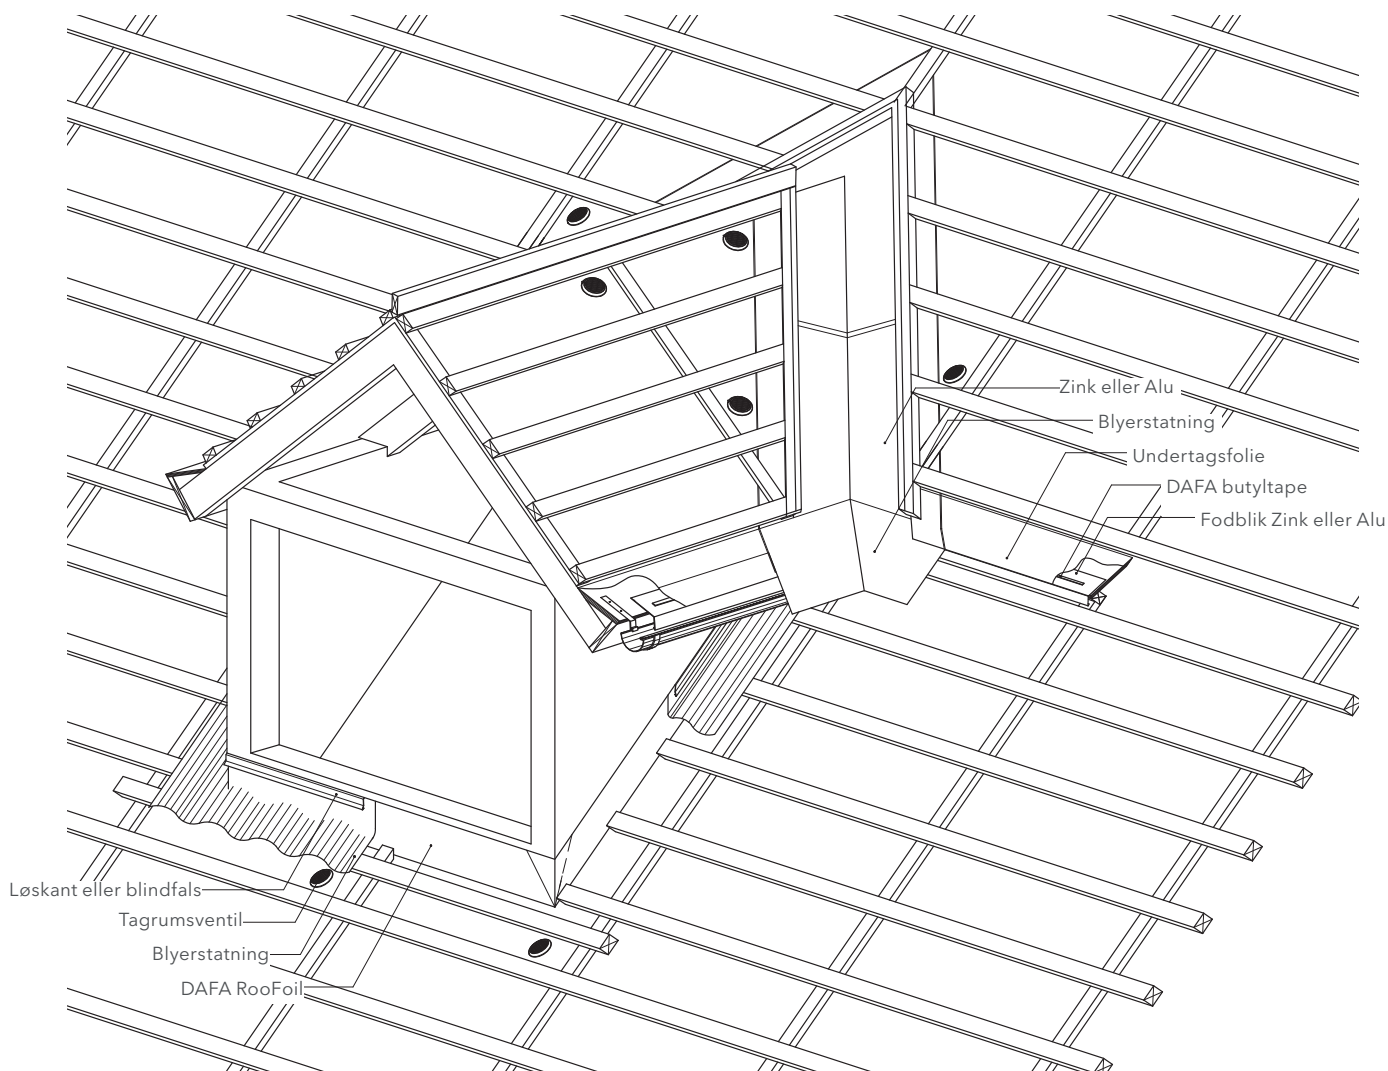 Zink eller Alu
Blyerstatning
Undertagsfolie
DAFA butyltape
Fodblik Zink eller Alu
Løskant eller blindfals
Tagrumsventil
Blyerstatning
DAFA RooFoil